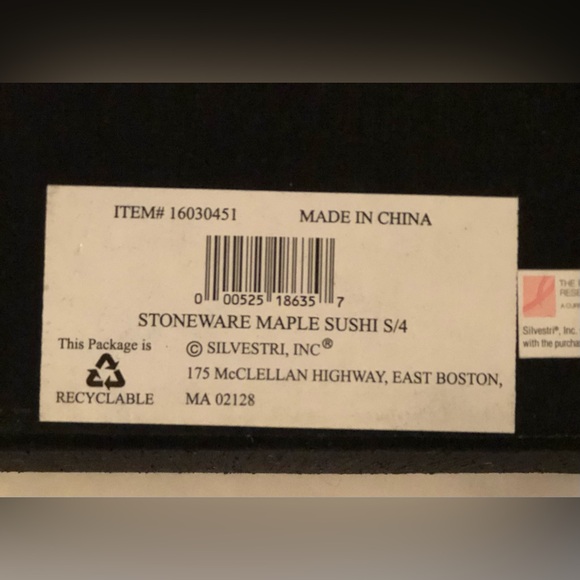 ITEM# 16030451 MADE IN CHINA
0 00525 18635 7
STONEWARE MAPLE SUSHI S/4
This Package is
RECYCLABLE
© SILVESTRI, INC®
175 McCLELLAN HIGHWAY, EAST BOSTON,
MA 02128
THE
Silvestri®, Inc.
with the purcha